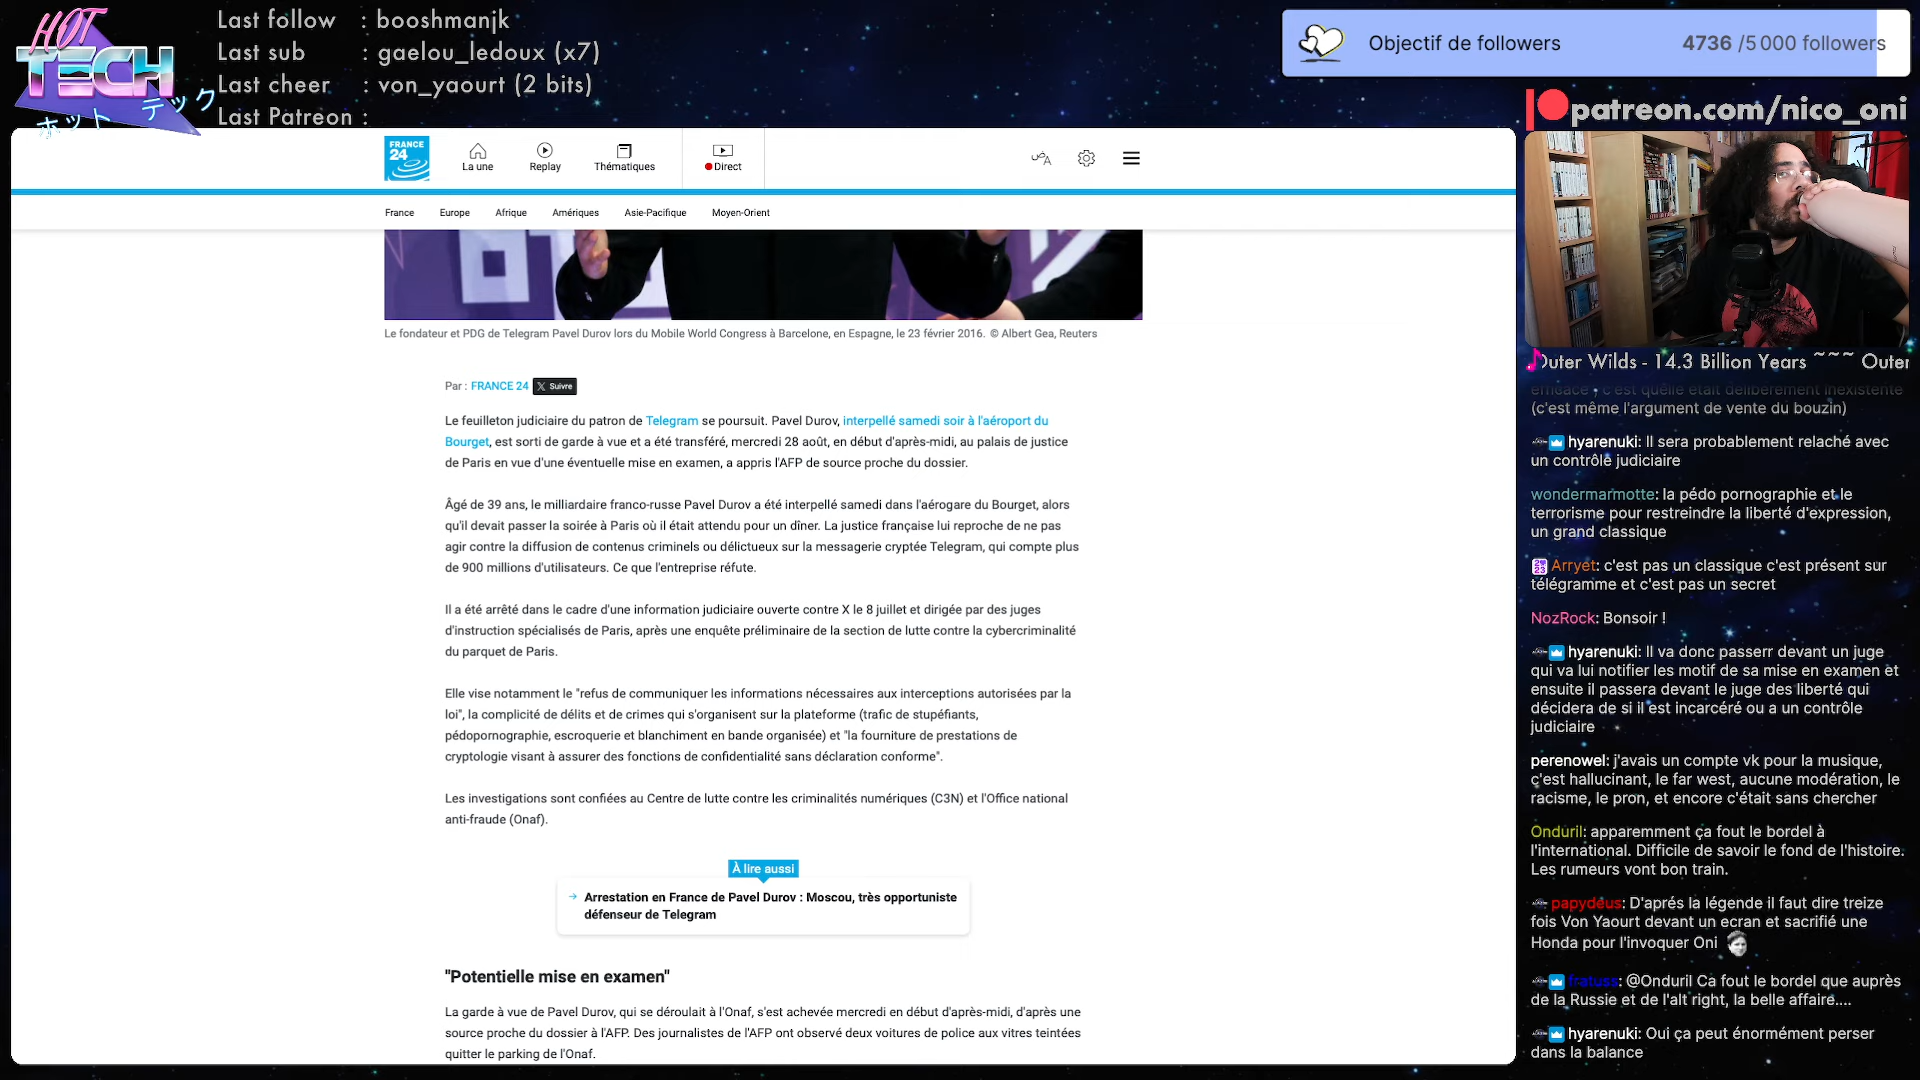 HOT
TECH
ホット テック
Last follow : booshmanjk
Last sub : gaelou_ledoux (x7)
Last cheer : von_yaourt (2 bits)
Last Patreon :
Objectif de followers 4736 /5 000 followers
patreon.com/nico_oni
FRANCE
24
La une
Replay
Thématiques
Direct
France Europe Afrique Amériques Asie-Pacifique Moyen-Orient
Le fondateur et PDG de Telegram Pavel Durov lors du Mobile World Congress à Barcelone, en Espagne, le 23 février 2016. © Albert Gea, Reuters
Par : FRANCE 24 Suivre
Le feuilleton judiciaire du patron de Telegram se poursuit. Pavel Durov, interpellé samedi soir à l'aéroport du
Bourget, est sorti de garde à vue et a été transféré, mercredi 28 août, en début d'après-midi, au palais de justice
de Paris en vue d'une éventuelle mise en examen, a appris l'AFP de source proche du dossier.
Âgé de 39 ans, le milliardaire franco-russe Pavel Durov a été interpellé samedi dans l'aérogare du Bourget, alors
qu'il devait passer la soirée à Paris où il était attendu pour un dîner. La justice française lui reproche de ne pas
agir contre la diffusion de contenus criminels ou délictueux sur la messagerie cryptée Telegram, qui compte plus
de 900 millions d'utilisateurs. Ce que l'entreprise réfute.
Il a été arrêté dans le cadre d'une information judiciaire ouverte contre X le 8 juillet et dirigée par des juges
d'instruction spécialisés de Paris, après une enquête préliminaire de la section de lutte contre la cybercriminalité
du parquet de Paris.
Elle vise notamment le "refus de communiquer les informations nécessaires aux interceptions autorisées par la
loi", la complicité de délits et de crimes qui s'organisent sur la plateforme (trafic de stupéfiants,
pédopornographie, escroquerie et blanchiment en bande organisée) et "la fourniture de prestations de
cryptologie visant à assurer des fonctions de confidentialité sans déclaration conforme".
Les investigations sont confiées au Centre de lutte contre les criminalités numériques (C3N) et l'Office national
anti-fraude (Onaf).
À lire aussi
Arrestation en France de Pavel Durov : Moscou, très opportuniste
défenseur de Telegram
"Potentielle mise en examen"
La garde à vue de Pavel Durov, qui se déroulait à l'Onaf, s'est achevée mercredi en début d'après-midi, d'après une
source proche du dossier à l'AFP. Des journalistes de l'AFP ont observé deux voitures de police aux vitres teintées
quitter le parking de l'Onaf.
Outer Wilds - 14.3 Billion Years ~~~ Outer
efficace ; c'est qu'elle était délibérément inexistente
(c'est même l'argument de vente du bouzin)
hyarenuki: Il sera probablement relaché avec
un contrôle judiciaire
wondermarmotte: la pédo pornographie et le
terrorisme pour restreindre la liberté d'expression,
un grand classique
Arryet: c'est pas un classique c'est présent sur
télégramme et c'est pas un secret
NozRock: Bonsoir !
hyarenuki: Il va donc passerr devant un juge
qui va lui notifier les motif de sa mise en examen et
ensuite il passera devant le juge des liberté qui
décidera de si il est incarcéré ou a un contrôle
judiciaire
perenowel: j'avais un compte vk pour la musique,
c'est hallucinant, le far west, aucune modération, le
racisme, le pron, et encore c'était sans chercher
Onduril: apparemment ça fout le bordel à
l'international. Difficile de savoir le fond de l'histoire.
Les rumeurs vont bon train.
papydeus: D'aprés la légende il faut dire treize
fois Von Yaourt devant un ecran et sacrifié une
Honda pour l'invoquer Oni
fratuss: @Onduril Ca fout le bordel que auprès
de la Russie et de l'alt right, la belle affaire....
hyarenuki: Oui ça peut énormément perser
dans la balance